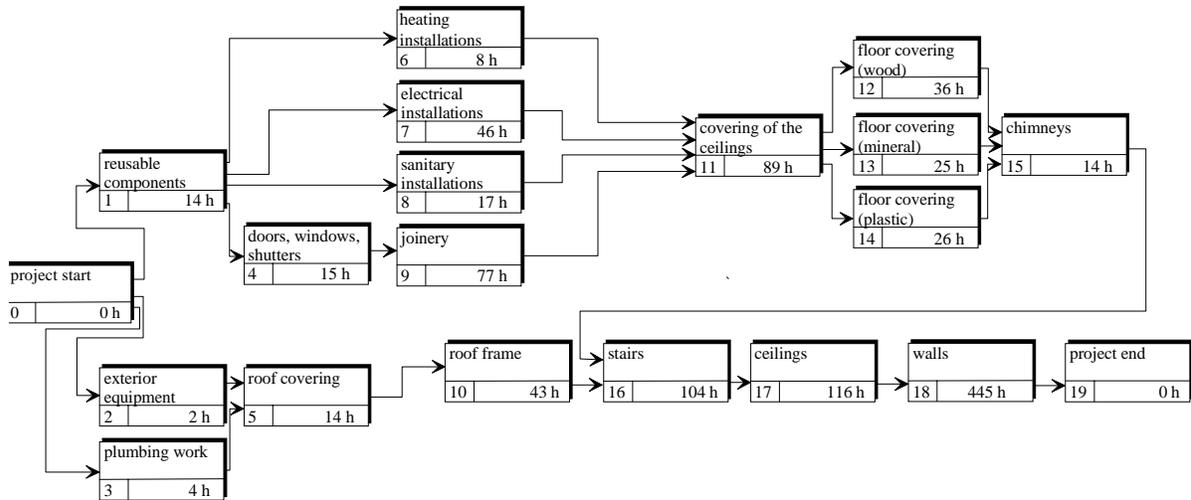 heating
installations
6 8 h
electrical
installations
7 46 h
sanitary
installations
8 17 h
joinery
9 77 h
reusable
components
1 14 h
doors, windows,
shutters
4 15 h
covering of the
ceilings
11 89 h
floor covering
(wood)
12 36 h
floor covering
(mineral)
13 25 h
floor covering
(plastic)
14 26 h
chimneys
15 14 h
project start
0 0 h
exterior
equipment
2 2 h
plumbing work
3 4 h
roof covering
5 14 h
roof frame
10 43 h
stairs
16 104 h
ceilings
17 116 h
walls
18 445 h
project end
19 0 h